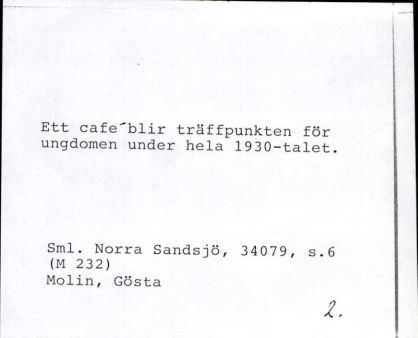 Ett cafe´blir träffpunkten för
ungdomen under hela 1930-talet.
Sml. Norra Sandsjö, 34079, s.6
(M 232)
Molin, Gösta
2.